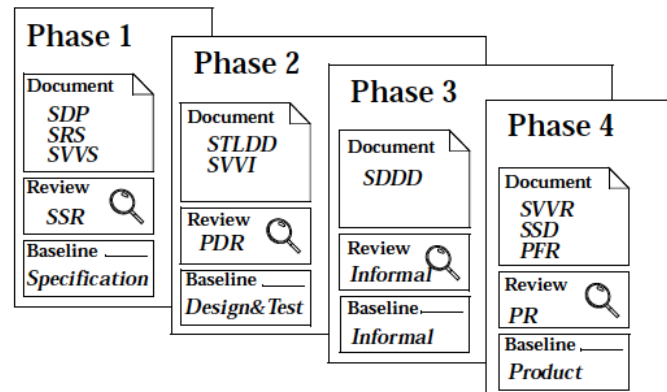 Phase 1
Document
SDP
SRS
SVVS
Review
SSR
Baseline
Specification
Phase 2
Document
STLDD
SVVI
Review
PDR
Baseline
Design&Test
Phase 3
Document
SDDD
Review
Informal
Baseline
Informal
Phase 4
Document
SVVR
SSD
PFR
Review
PR
Baseline
Product